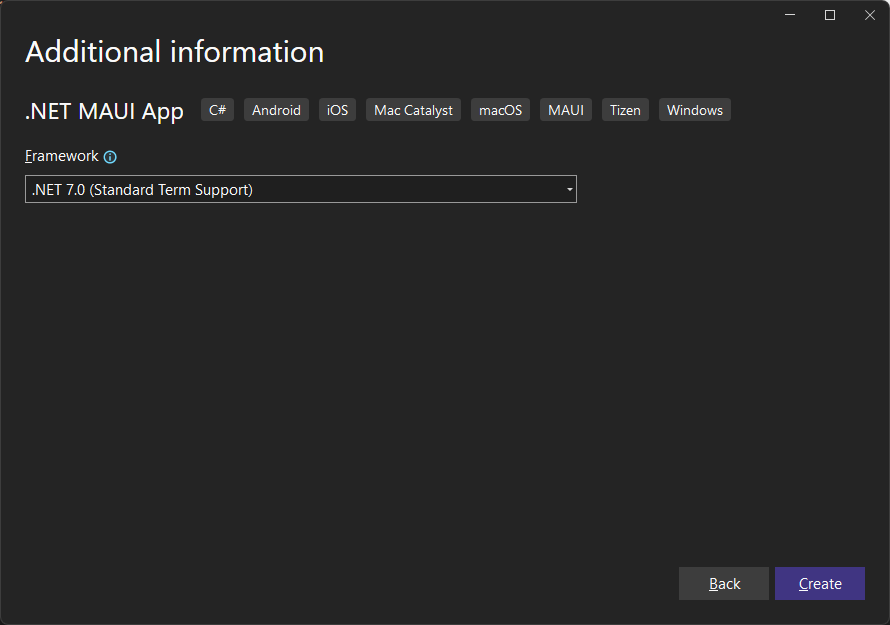 Additional information
.NET MAUI App C# Android iOS Mac Catalyst macOS MAUI Tizen Windows
Framework
.NET 7.0 (Standard Term Support)
Back Create